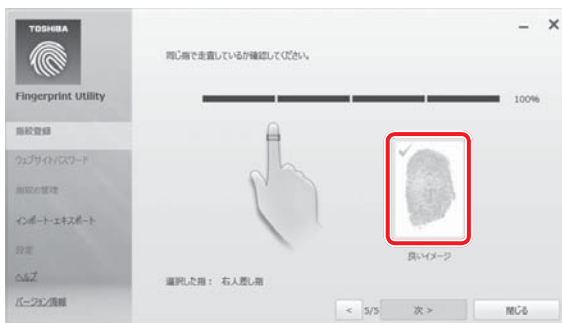 TOSHIBA
Fingerprint Utility
指紋登録
ウェブサイト/パスワード
指紋の管理
インポート・エクスポート
設定
ヘルプ
バージョン情報
同じ指で走査しているか確認してください。
100%
良いイメージ
選択した指： 右人差し指
< 5/5 次 > 閉じる